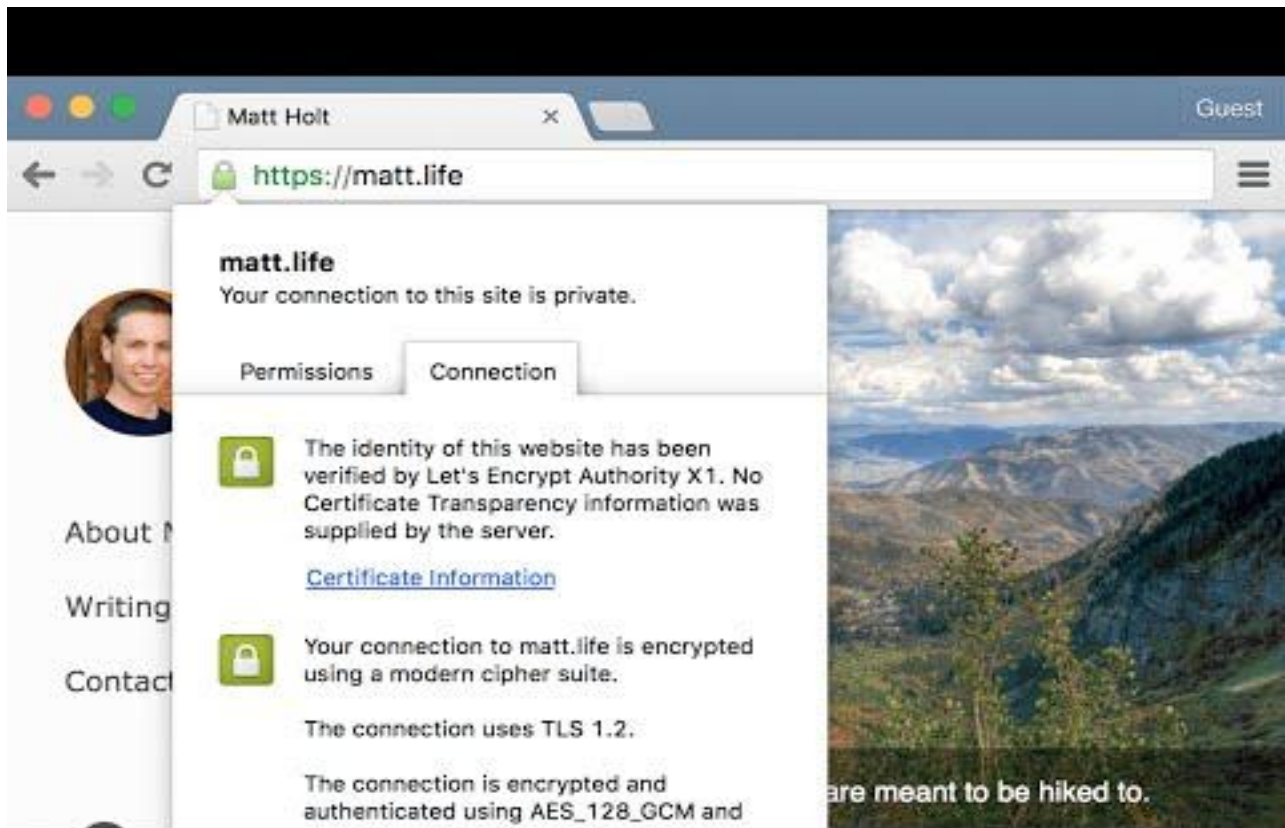 Matt Holt
Guest
https://matt.life
matt.life
Your connection to this site is private.
Permissions Connection
The identity of this website has been
verified by Let's Encrypt Authority X1. No
Certificate Transparency information was
supplied by the server.
Certificate Information
Your connection to matt.life is encrypted
using a modern cipher suite.
The connection uses TLS 1.2.
The connection is encrypted and
authenticated using AES_128_GCM and
About
Writing
Contact
are meant to be hiked to.